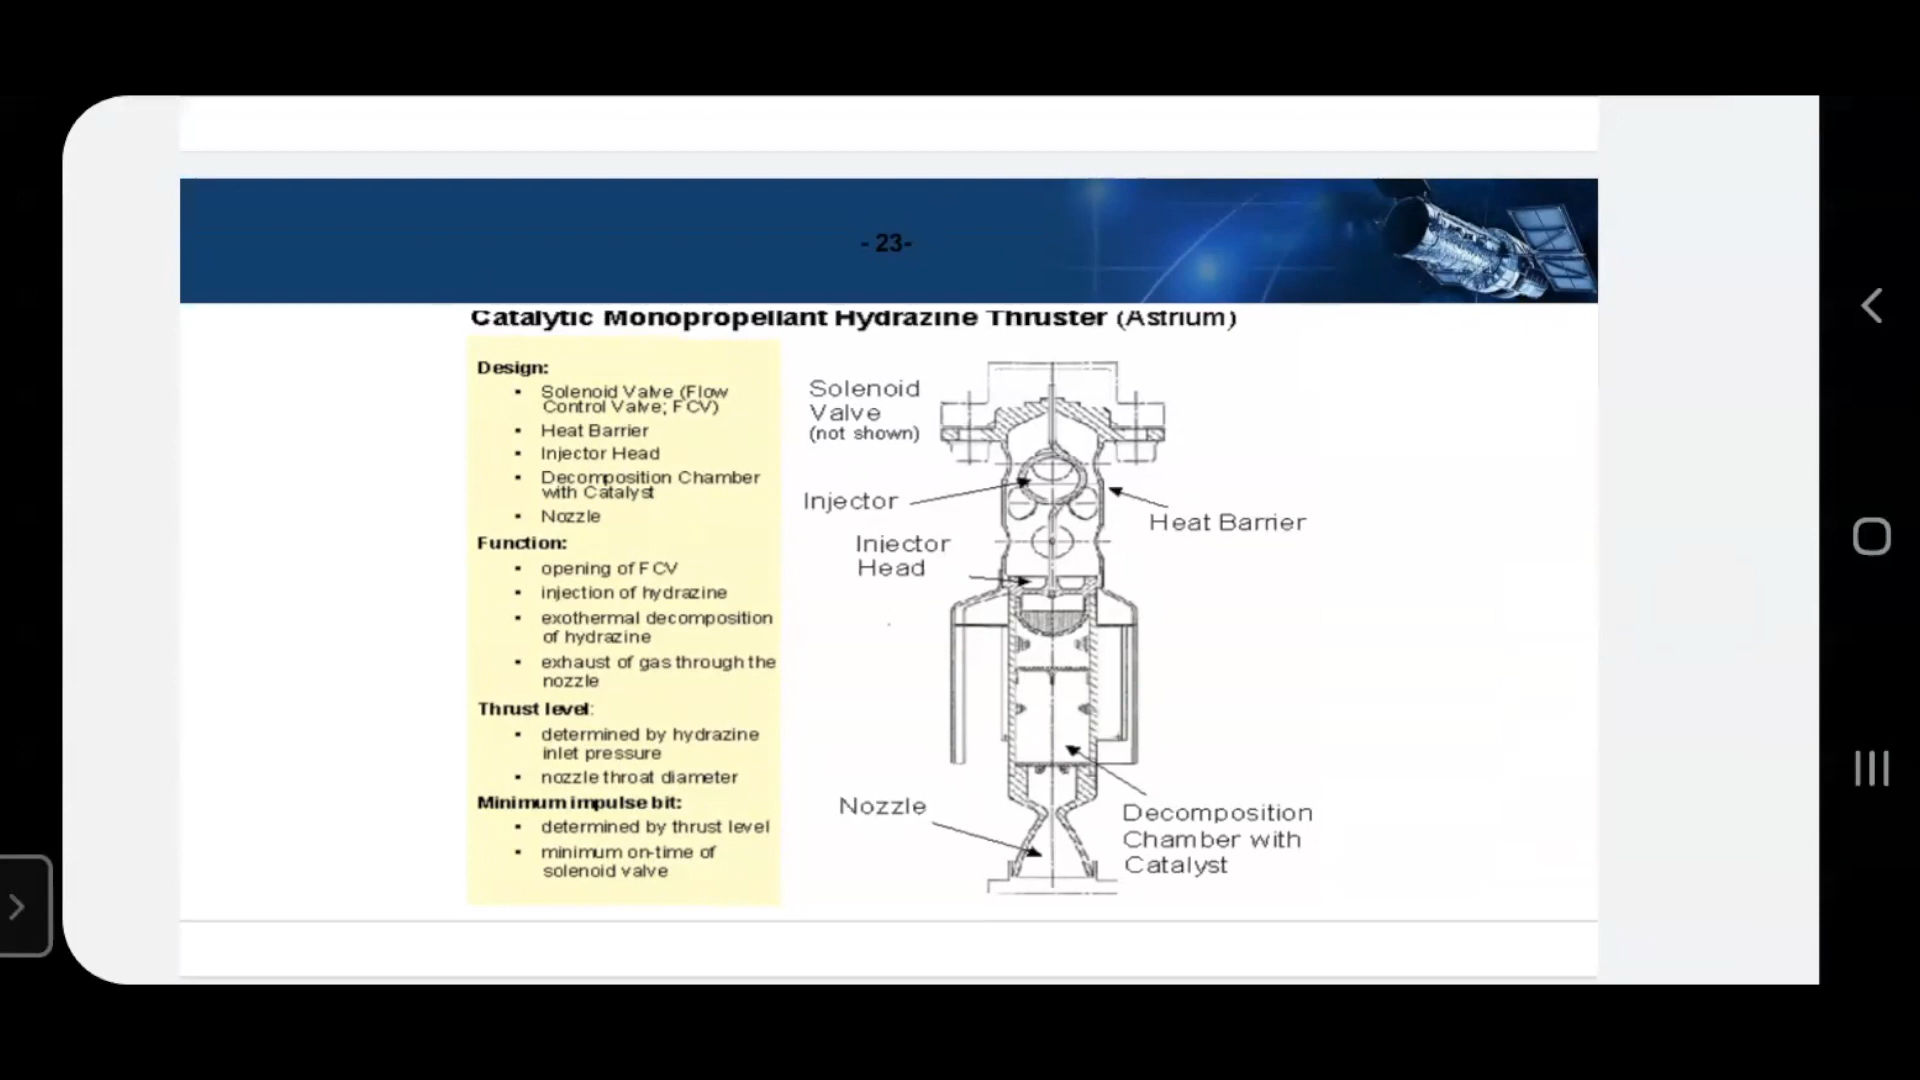 - 23-
Catalytic Monopropellant Hydrazine Thruster (Astrium)
Design:
▪ Solenoid Valve (Flow
Control Valve; FCV)
▪ Heat Barrier
▪ Injector Head
▪ Decomposition Chamber
with Catalyst
▪ Nozzle
Function:
▪ opening of FCV
▪ injection of hydrazine
▪ exothermal decomposition
of hydrazine
▪ exhaust of gas through the
nozzle
Thrust level:
▪ determined by hydrazine
inlet pressure
▪ nozzle throat diameter
Minimum impulse bit:
▪ determined by thrust level
▪ minimum on-time of
solenoid valve
Solenoid
Valve
(not shown)
Injector
Heat Barrier
Injector
Head
Nozzle
Decomposition
Chamber with
Catalyst